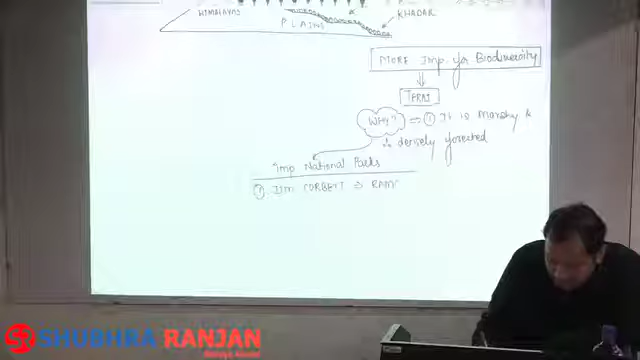 HIMALAYAS
PLAINS
KHADAR
MORE Imp for Biodiversity
TERAI
WHY? ⇒ ① It is Marshy &
∴ densely forested
Imp National Parks
① JIM CORBETT ⇒ RAM
SHUBHRA RANJAN